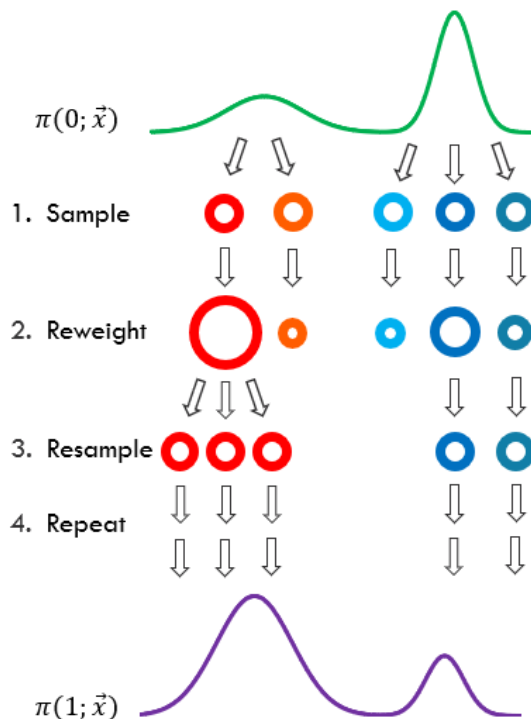 π(0; x⃗)
1. Sample
2. Reweight
3. Resample
4. Repeat
π(1; x⃗)